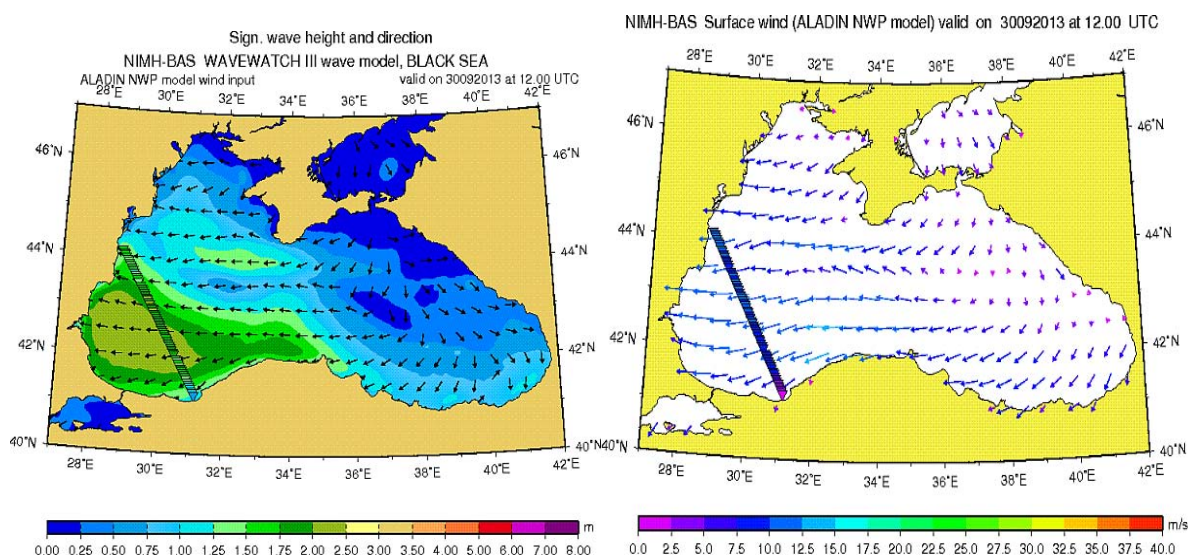 Sign. wave height and direction
NIMH-BAS WAVEWATCH III wave model, BLACK SEA
ALADIN NWP model wind input valid on 30092013 at 12.00 UTC
28°E 30°E 32°E 34°E 36°E 38°E 40°E 42°E
46°N 46°N
44°N 44°N
42°N 42°N
40°N 40°N
28°E 30°E 32°E 34°E 36°E 38°E 40°E 42°E
m
0.00 0.25 0.50 0.75 1.00 1.25 1.50 1.75 2.00 2.50 3.00 4.00 5.00 6.00 7.00 8.00
NIMH-BAS Surface wind (ALADIN NWP model) valid on 30092013 at 12.00 UTC
28°E 30°E 32°E 34°E 36°E 38°E 40°E 42°E
46°N 46°N
44°N 44°N
42°N 42°N
40°N 40°N
28°E 30°E 32°E 34°E 36°E 38°E 40°E 42°E
m/s
0.0 2.5 5.0 7.5 10.0 12.5 15.0 17.5 20.0 22.5 25.0 27.5 30.0 32.5 35.0 37.5 40.0